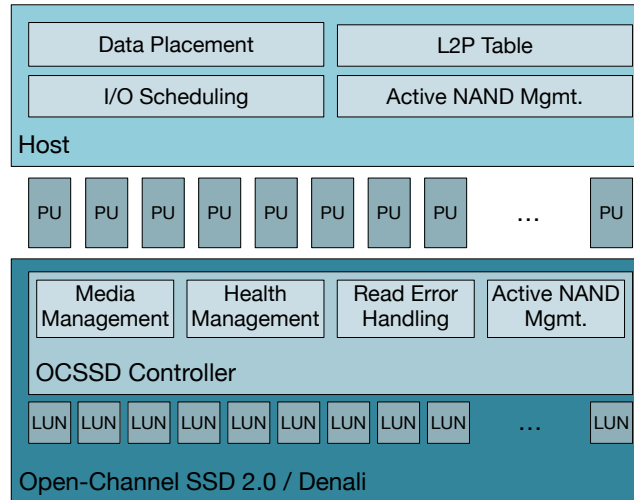 Data Placement
L2P Table
I/O Scheduling
Active NAND Mgmt.
Host
PU PU PU PU PU PU PU PU ... PU
Media
Management
Health
Management
Read Error
Handling
Active NAND
Mgmt.
OCSSD Controller
LUN LUN LUN LUN LUN LUN LUN LUN LUN ... LUN
Open-Channel SSD 2.0 / Denali